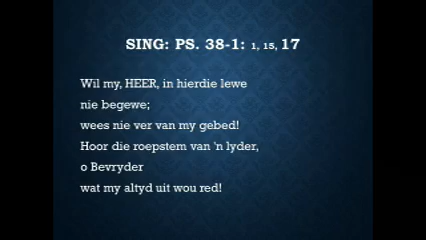 SING: PS. 38-1: 1, 15, 17
Wil my, HEER, in hierdie lewe
nie begewe;
wees nie ver van my gebed!
Hoor die roepstem van 'n lyder,
o Bevryder
wat my altyd uit wou red!